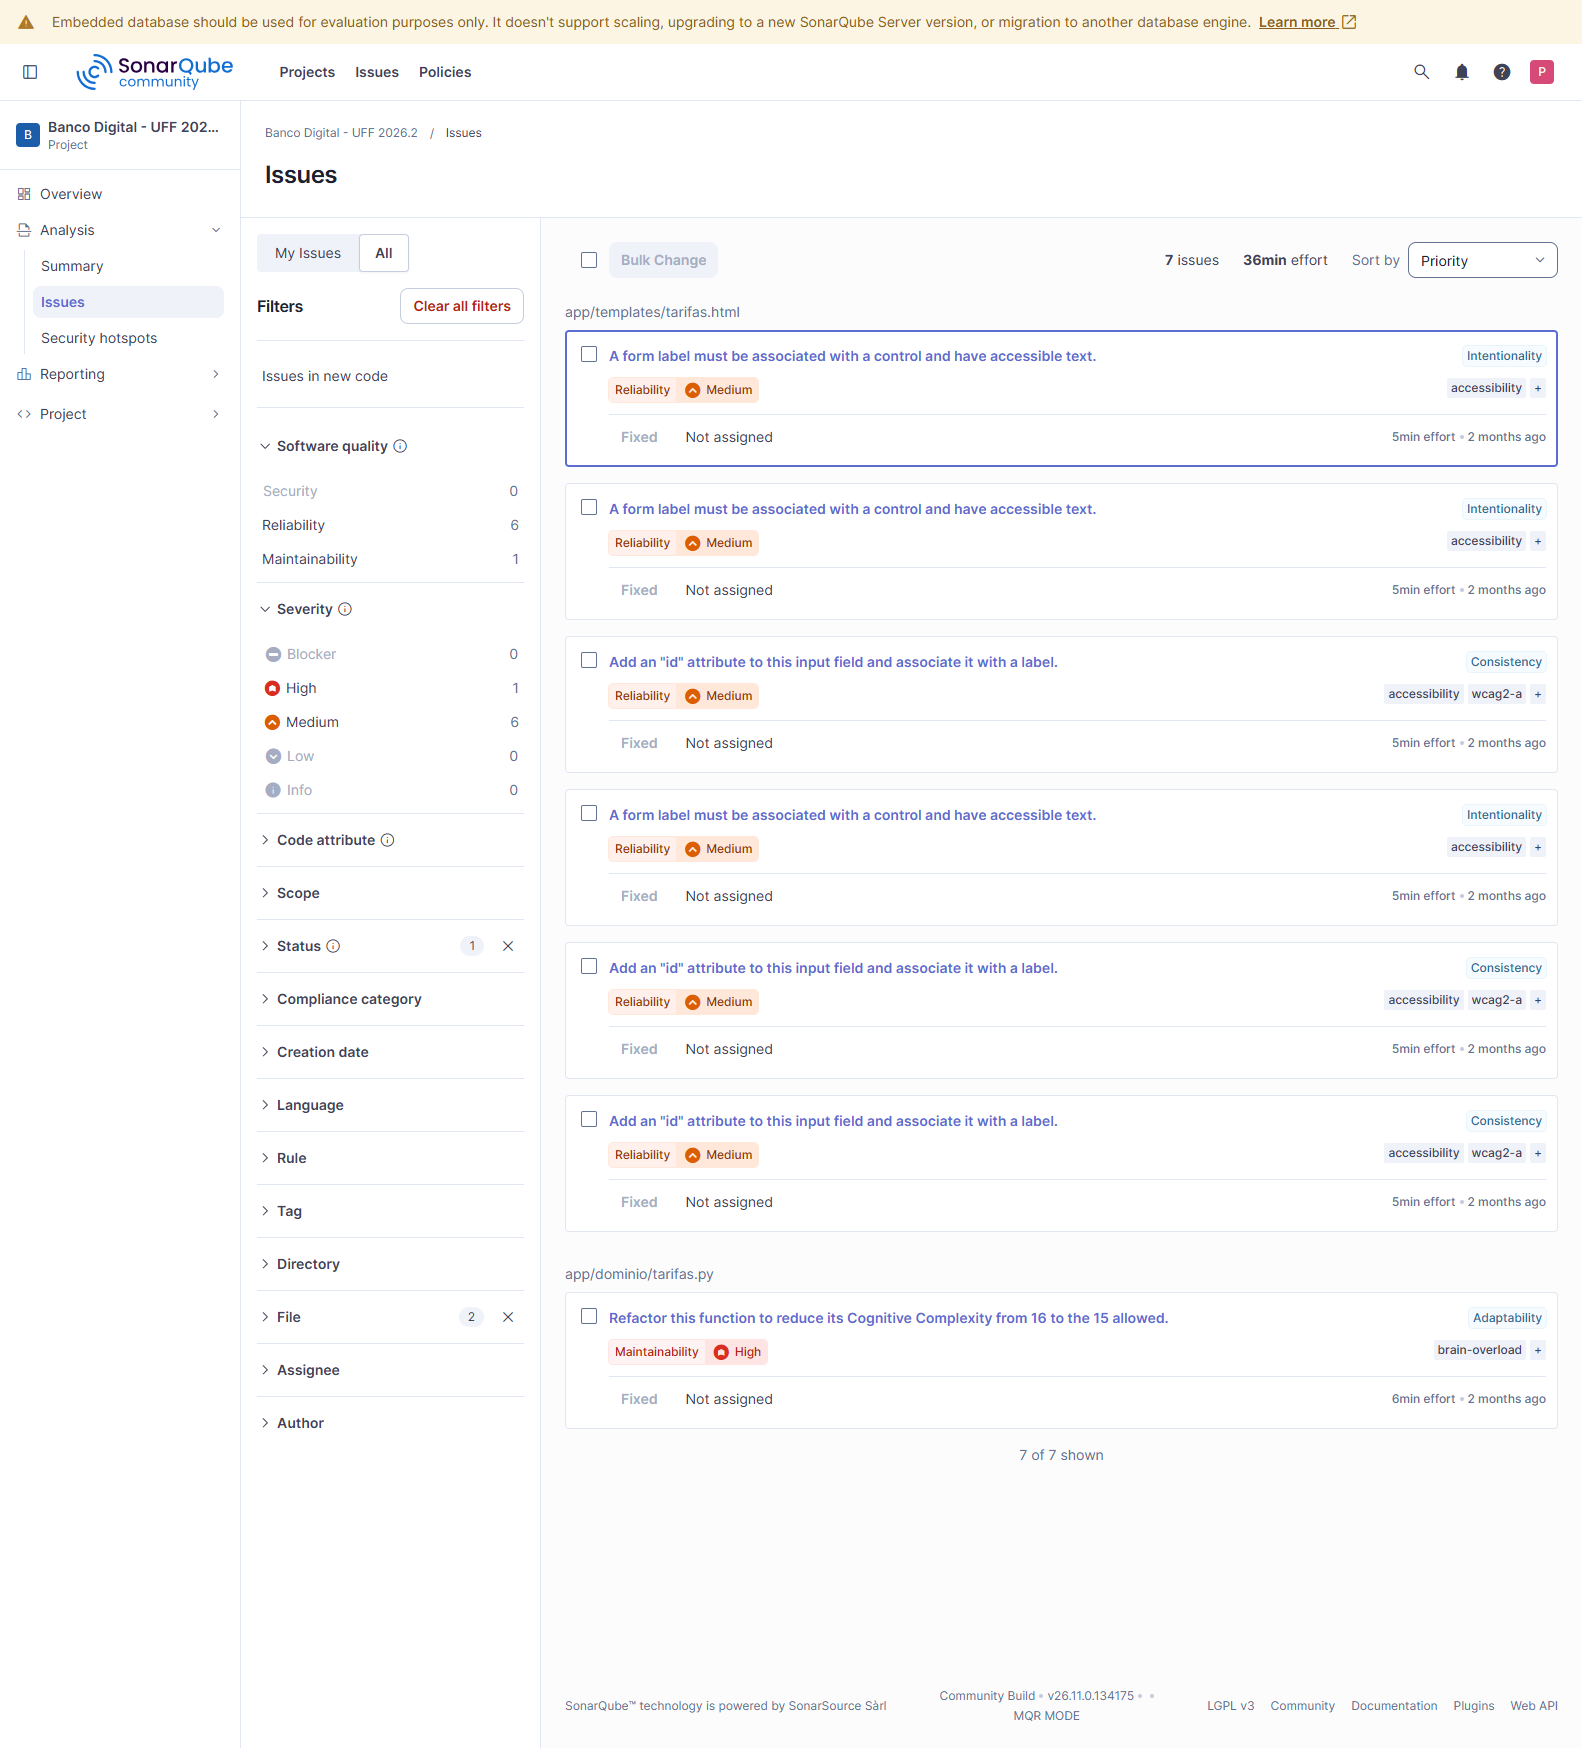 Embedded database should be used for evaluation purposes only. It doesn't support scaling, upgrading to a new SonarQube Server version, or migration to another database engine. Learn more
SonarQube community
Projects Issues Policies
? P
B Banco Digital - UFF 202...
Project
Overview
Analysis
Summary
Issues
Security hotspots
Reporting
Project
Banco Digital - UFF 2026.2 / Issues
Issues
My Issues All
Filters Clear all filters
Issues in new code
Software quality
Security 0
Reliability 6
Maintainability 1
Severity
Blocker 0
High 1
Medium 6
Low 0
Info 0
Code attribute
Scope
Status 1
Compliance category
Creation date
Language
Rule
Tag
Directory
File 2
Assignee
Author
Bulk Change 7 issues 36min effort Sort by Priority
app/templates/tarifas.html
A form label must be associated with a control and have accessible text. Intentionality
Reliability Medium accessibility +
Fixed Not assigned 5min effort • 2 months ago
A form label must be associated with a control and have accessible text. Intentionality
Reliability Medium accessibility +
Fixed Not assigned 5min effort • 2 months ago
Add an "id" attribute to this input field and associate it with a label. Consistency
Reliability Medium accessibility wcag2-a +
Fixed Not assigned 5min effort • 2 months ago
A form label must be associated with a control and have accessible text. Intentionality
Reliability Medium accessibility +
Fixed Not assigned 5min effort • 2 months ago
Add an "id" attribute to this input field and associate it with a label. Consistency
Reliability Medium accessibility wcag2-a +
Fixed Not assigned 5min effort • 2 months ago
Add an "id" attribute to this input field and associate it with a label. Consistency
Reliability Medium accessibility wcag2-a +
Fixed Not assigned 5min effort • 2 months ago
app/dominio/tarifas.py
Refactor this function to reduce its Cognitive Complexity from 16 to the 15 allowed. Adaptability
Maintainability High brain-overload +
Fixed Not assigned 6min effort • 2 months ago
7 of 7 shown
SonarQube™ technology is powered by SonarSource Sàrl
Community Build • v26.11.0.134175 • •
MQR MODE
LGPL v3 Community Documentation Plugins Web API